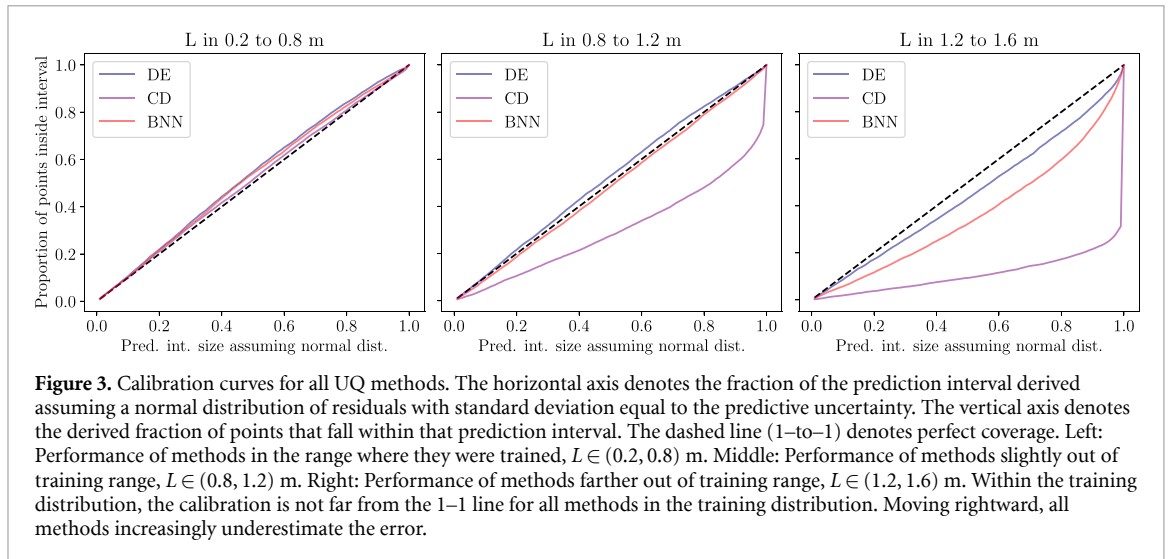 L in 0.2 to 0.8 m
L in 0.8 to 1.2 m
L in 1.2 to 1.6 m
Proportion of points inside interval
1.0
0.8
0.6
0.4
0.2
0.0
DE
CD
BNN
DE
CD
BNN
DE
CD
BNN
0.0 0.2 0.4 0.6 0.8 1.0
0.0 0.2 0.4 0.6 0.8 1.0
0.0 0.2 0.4 0.6 0.8 1.0
Pred. int. size assuming normal dist.
Pred. int. size assuming normal dist.
Pred. int. size assuming normal dist.
Figure 3. Calibration curves for all UQ methods. The horizontal axis denotes the fraction of the prediction interval derived
assuming a normal distribution of residuals with standard deviation equal to the predictive uncertainty. The vertical axis denotes
the derived fraction of points that fall within that prediction interval. The dashed line (1–to–1) denotes perfect coverage. Left:
Performance of methods in the range where they were trained, L ∈ (0.2, 0.8) m. Middle: Performance of methods slightly out of
training range, L ∈ (0.8, 1.2) m. Right: Performance of methods farther out of training range, L ∈ (1.2, 1.6) m. Within the training
distribution, the calibration is not far from the 1–1 line for all methods in the training distribution. Moving rightward, all
methods increasingly underestimate the error.